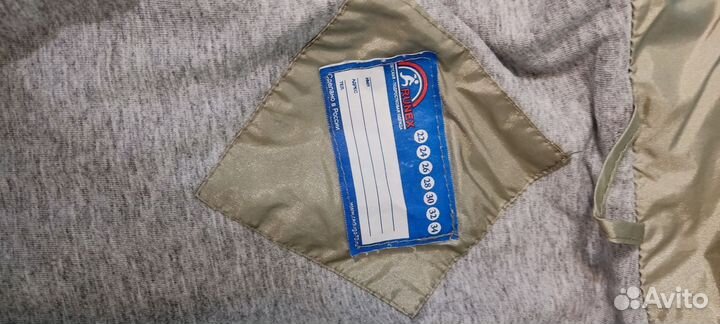 RUNEX
22 24 26 28 30 32 34
ИМЯ
АДРЕС
ТЕЛ.
Сделано в России
Avito